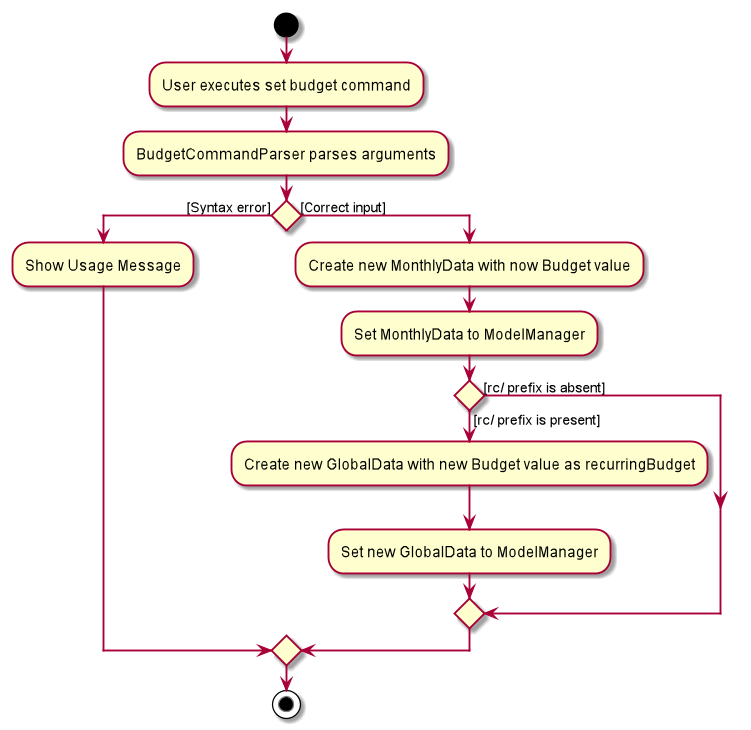 User executes set budget command
BudgetCommandParser parses arguments
[Syntax error]
[Correct input]
Show Usage Message
Create new MonthlyData with now Budget value
Set MonthlyData to ModelManager
[rc/ prefix is absent]
[rc/ prefix is present]
Create new GlobalData with new Budget value as recurringBudget
Set new GlobalData to ModelManager